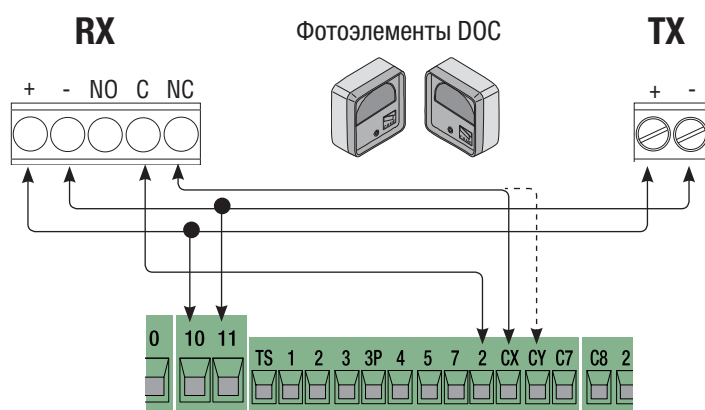 RX Фотоэлементы DOC TX
+ - NO C NC + -
0 10 11 TS 1 2 3 3P 4 5 7 2 CX CY C7 C8 2